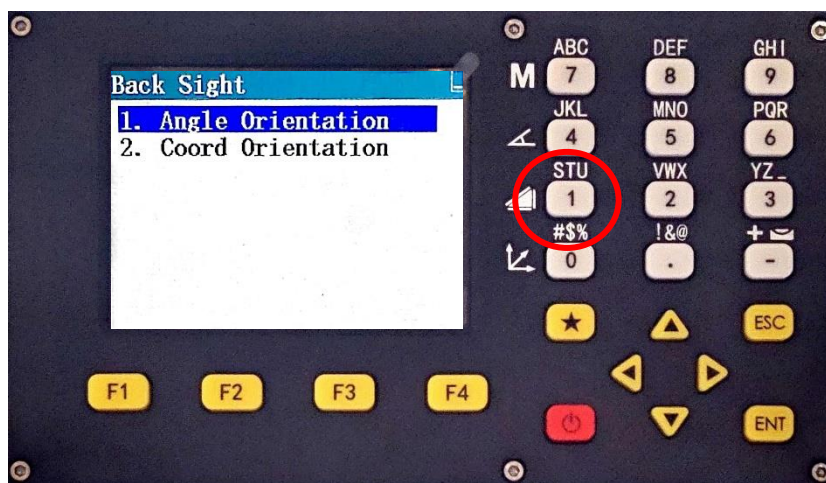 Back Sight
1. Angle Orientation
2. Coord Orientation
F1 F2 F3 F4
M
ABC DEF GHI
7 8 9
JKL MNO PQR
4 5 6
STU VWX YZ_
1 2 3
#$% !&@ +
0 . -
★ ESC
ENT